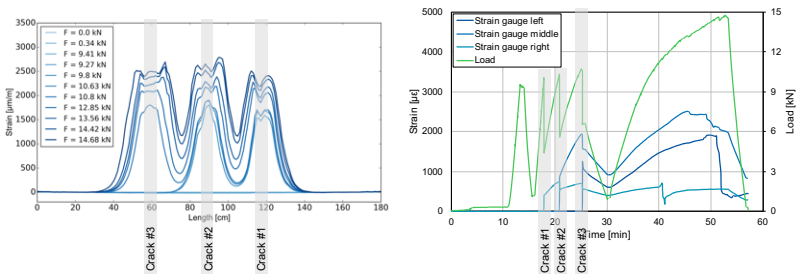 3500
3000
2500
2000
1500
1000
500
0
Strain [µm/m]
F = 0.0 kN
F = 0.34 kN
F = 9.41 kN
F = 9.27 kN
F = 9.8 kN
F = 10.63 kN
F = 10.8 kN
F = 12.85 kN
F = 13.56 kN
F = 14.42 kN
F = 14.68 kN
0 20 40 60 80 100 120 140 160 180
Length [cm]
Crack #3
Crack #2
Crack #1
5000
4000
3000
2000
1000
0
Strain [µε]
Strain gauge left
Strain gauge middle
Strain gauge right
Load
15
12
9
6
3
0
Load [kN]
0 10 20 30 40 50 60
Time [min]
Crack #1
Crack #2
Crack #3